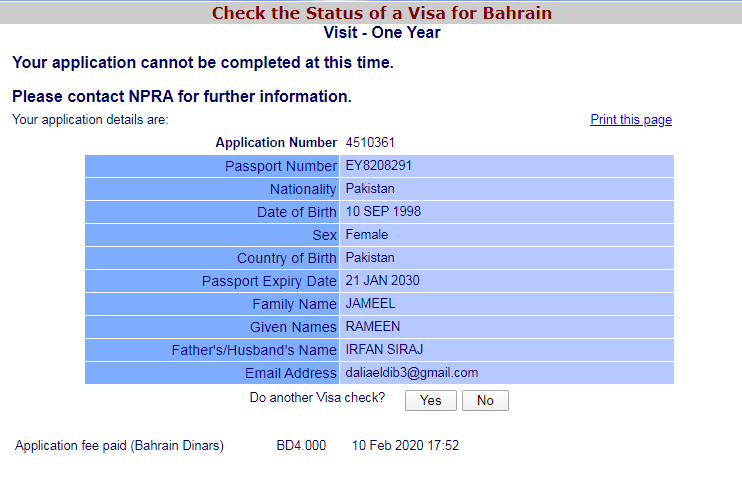 Check the Status of a Visa for Bahrain
Visit - One Year
Your application cannot be completed at this time.
Please contact NPRA for further information.
Your application details are: Print this page
Application Number 4510361
Passport Number EY8208291
Nationality Pakistan
Date of Birth 10 SEP 1998
Sex Female
Country of Birth Pakistan
Passport Expiry Date 21 JAN 2030
Family Name JAMEEL
Given Names RAMEEN
Father's/Husband's Name IRFAN SIRAJ
Email Address daliaeldib3@gmail.com
Do another Visa check? Yes No
Application fee paid (Bahrain Dinars) BD4.000 10 Feb 2020 17:52